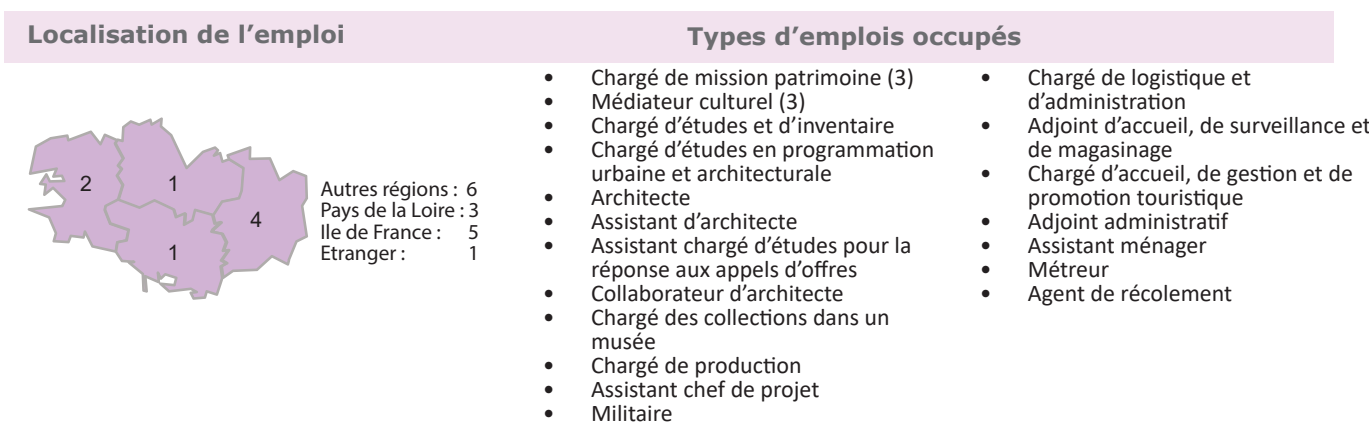 Localisation de l’emploi
2
1
4
1
Autres régions : 6
Pays de la Loire : 3
Ile de France : 5
Etranger : 1
Types d’emplois occupés
• Chargé de mission patrimoine (3)
• Médiateur culturel (3)
• Chargé d’études et d’inventaire
• Chargé d’études en programmation
urbaine et architecturale
• Architecte
• Assistant d’architecte
• Assistant chargé d’études pour la
réponse aux appels d’offres
• Collaborateur d’architecte
• Chargé des collections dans un
musée
• Chargé de production
• Assistant chef de projet
• Militaire
• Chargé de logistique et
d’administration
• Adjoint d’accueil, de surveillance et
de magasinage
• Chargé d’accueil, de gestion et de
promotion touristique
• Adjoint administratif
• Assistant ménager
• Métreur
• Agent de récolement